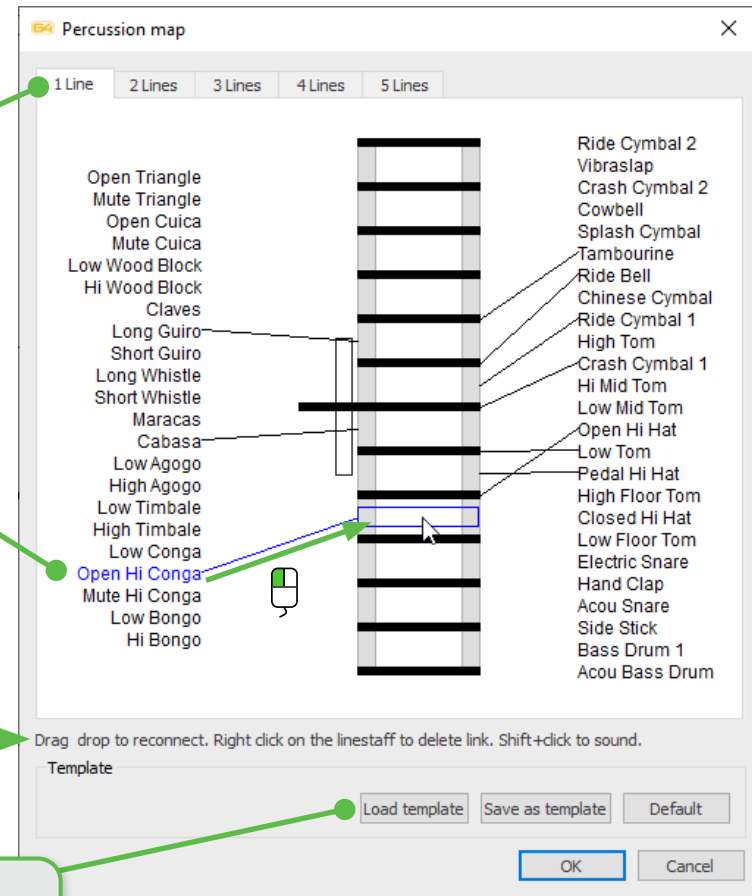 64 Percussion map
1 Line 2 Lines 3 Lines 4 Lines 5 Lines
Open Triangle
Mute Triangle
Open Cuica
Mute Cuica
Low Wood Block
Hi Wood Block
Claves
Long Guiro
Short Guiro
Long Whistle
Short Whistle
Maracas
Cabasa
Low Agogo
High Agogo
Low Timbale
High Timbale
Low Conga
Open Hi Conga
Mute Hi Conga
Low Bongo
Hi Bongo
Ride Cymbal 2
Vibraslap
Crash Cymbal 2
Cowbell
Splash Cymbal
Tambourine
Ride Bell
Chinese Cymbal
Ride Cymbal 1
High Tom
Crash Cymbal 1
Hi Mid Tom
Low Mid Tom
Open Hi Hat
Low Tom
Pedal Hi Hat
High Floor Tom
Closed Hi Hat
Low Floor Tom
Electric Snare
Hand Clap
Acou Snare
Side Stick
Bass Drum 1
Acou Bass Drum
Drag drop to reconnect. Right click on the linestaff to delete link. Shift+click to sound.
Template
Load template Save as template Default
OK Cancel